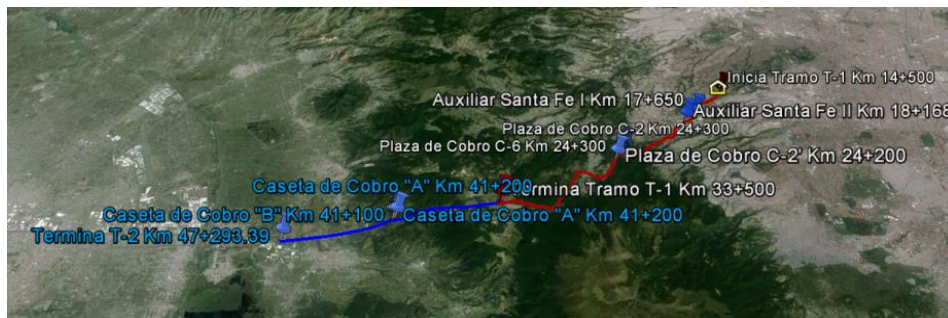 Inicia Tramo T-1 Km 14+500
Auxiliar Santa Fe I Km 17+650
Auxiliar Santa Fe II Km 18+168
Plaza de Cobro C-2 Km 24+300
Plaza de Cobro C-6 Km 24+300
Plaza de Cobro C-2' Km 24+200
Termina Tramo T-1 Km 33+500
Caseta de Cobro "A" Km 41+200
Caseta de Cobro "B" Km 41+100
Caseta de Cobro "A" Km 41+200
Termina T-2 Km 47+293.39